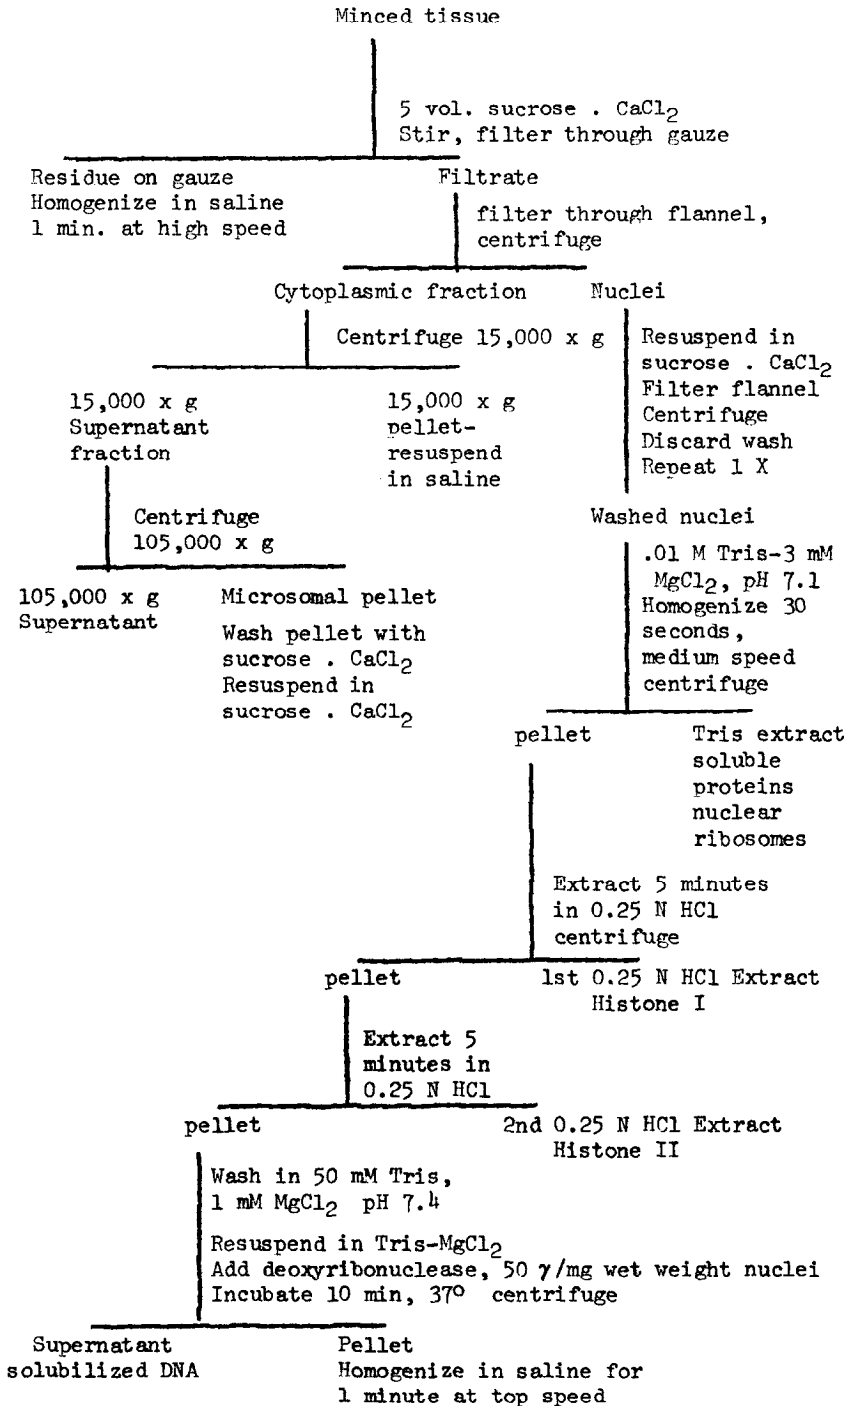 Minced tissue
5 vol. sucrose . CaCl2
Stir, filter through gauze
Residue on gauze
Homogenize in saline
1 min. at high speed
Filtrate
filter through flannel,
centrifuge
Cytoplasmic fraction
Nuclei
Centrifuge 15,000 x g
Resuspend in
sucrose . CaCl2
Filter flannel
Centrifuge
Discard wash
Repeat 1 X
15,000 x g
Supernatant
fraction
15,000 x g
pellet-
resuspend
in saline
Centrifuge
105,000 x g
Washed nuclei
.01 M Tris-3 mM
MgCl2, pH 7.1
Homogenize 30
seconds,
medium speed
centrifuge
105,000 x g
Supernatant
Microsomal pellet
Wash pellet with
sucrose . CaCl2
Resuspend in
sucrose . CaCl2
pellet
Tris extract
soluble
proteins
nuclear
ribosomes
Extract 5 minutes
in 0.25 N HCl
centrifuge
pellet
1st 0.25 N HCl Extract
Histone I
Extract 5
minutes in
0.25 N HCl
pellet
2nd 0.25 N HCl Extract
Histone II
Wash in 50 mM Tris,
1 mM MgCl2 pH 7.4
Resuspend in Tris-MgCl2
Add deoxyribonuclease, 50 γ/mg wet weight nuclei
Incubate 10 min, 37° centrifuge
Supernatant
solubilized DNA
Pellet
Homogenize in saline for
1 minute at top speed